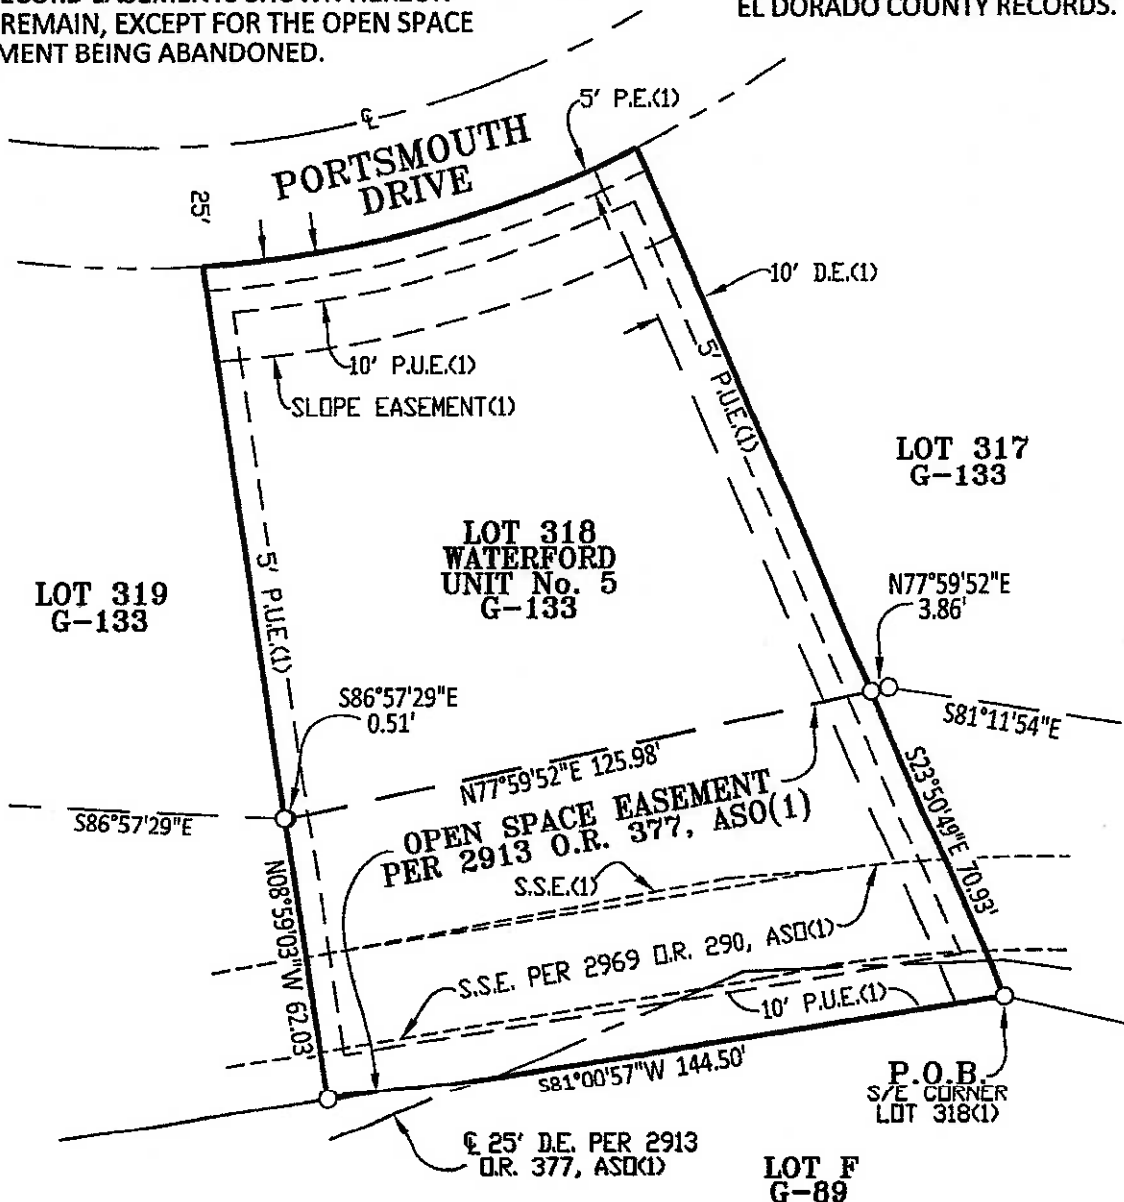 REMAIN, EXCEPT FOR THE OPEN SPACE
MENT BEING ABANDONED.
EL DORADO COUNTY RECORDS.
℄
5' P.E.(1)
PORTSMOUTH
DRIVE
25'
10' D.E.(1)
10' P.U.E.(1)
SLOPE EASEMENT(1)
5' P.U.E.(1)
LOT 317
G-133
LOT 318
WATERFORD
UNIT No. 5
G-133
LOT 319
G-133
5' P.U.E.(1)
N77°59'52"E
3.86'
S86°57'29"E
0.51'
S81°11'54"E
N77°59'52"E 125.98'
S86°57'29"E
OPEN SPACE EASEMENT
PER 2913 O.R. 377, ASO(1)
S23°50'49"E 70.93'
S.S.E.(1)
N08°59'03"W 62.03'
S.S.E. PER 2969 O.R. 290, ASO(1)
10' P.U.E.(1)
S81°00'57"W 144.50'
P.O.B.
S/E CORNER
LOT 318(1)
℄ 25' D.E. PER 2913
O.R. 377, ASO(1)
LOT F
G-89